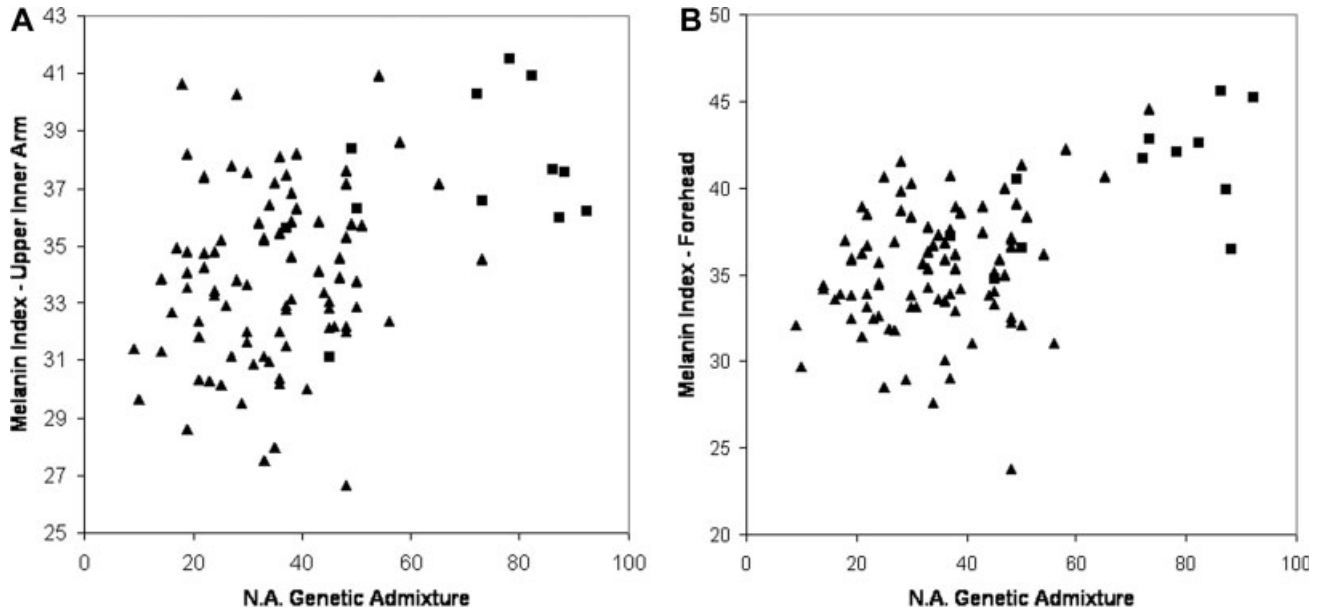 A
43
41
39
37
35
33
31
29
27
25
Melanin Index - Upper Inner Arm
0 20 40 60 80 100
N.A. Genetic Admixture
B
50
45
40
35
30
25
20
Melanin Index - Forehead
0 20 40 60 80 100
N.A. Genetic Admixture